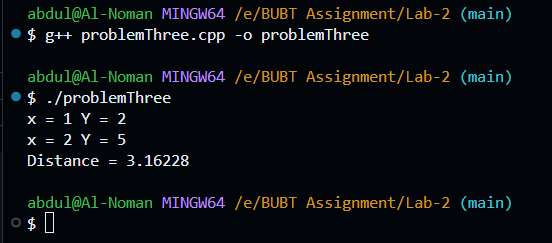 abdul@Al-Noman MINGW64 /e/BUBT Assignment/Lab-2 (main)
$ g++ problemThree.cpp -o problemThree
abdul@Al-Noman MINGW64 /e/BUBT Assignment/Lab-2 (main)
$ ./problemThree
x = 1 Y = 2
x = 2 Y = 5
Distance = 3.16228
abdul@Al-Noman MINGW64 /e/BUBT Assignment/Lab-2 (main)
$